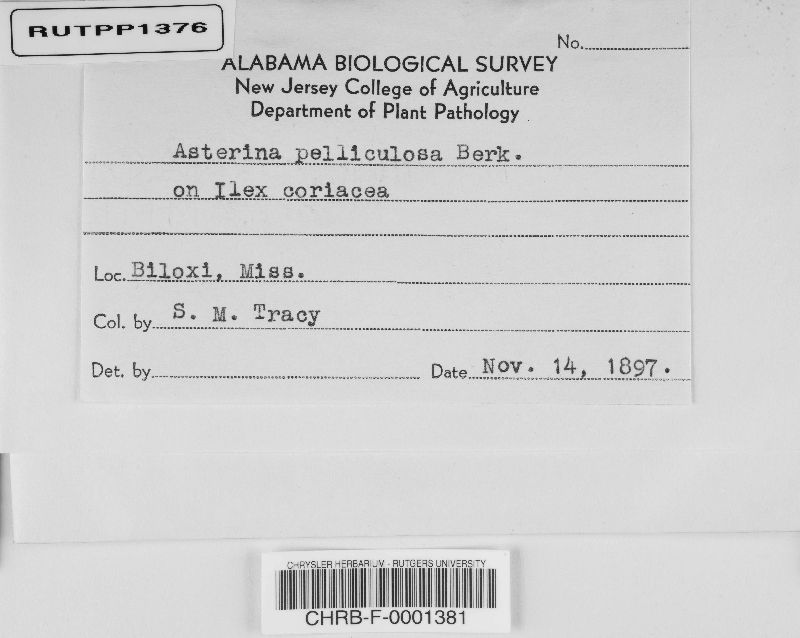 RUTPP1376
No.
ALABAMA BIOLOGICAL SURVEY
New Jersey College of Agriculture
Department of Plant Pathology
Asterina pelliculosa Berk.
on Ilex coriacea
Loc. Biloxi, Miss.
Col. by S. M. Tracy
Det. by
Date Nov. 14, 1897.
CHRYSLER HERBARIUM - RUTGERS UNIVERSITY
CHRB-F-0001381